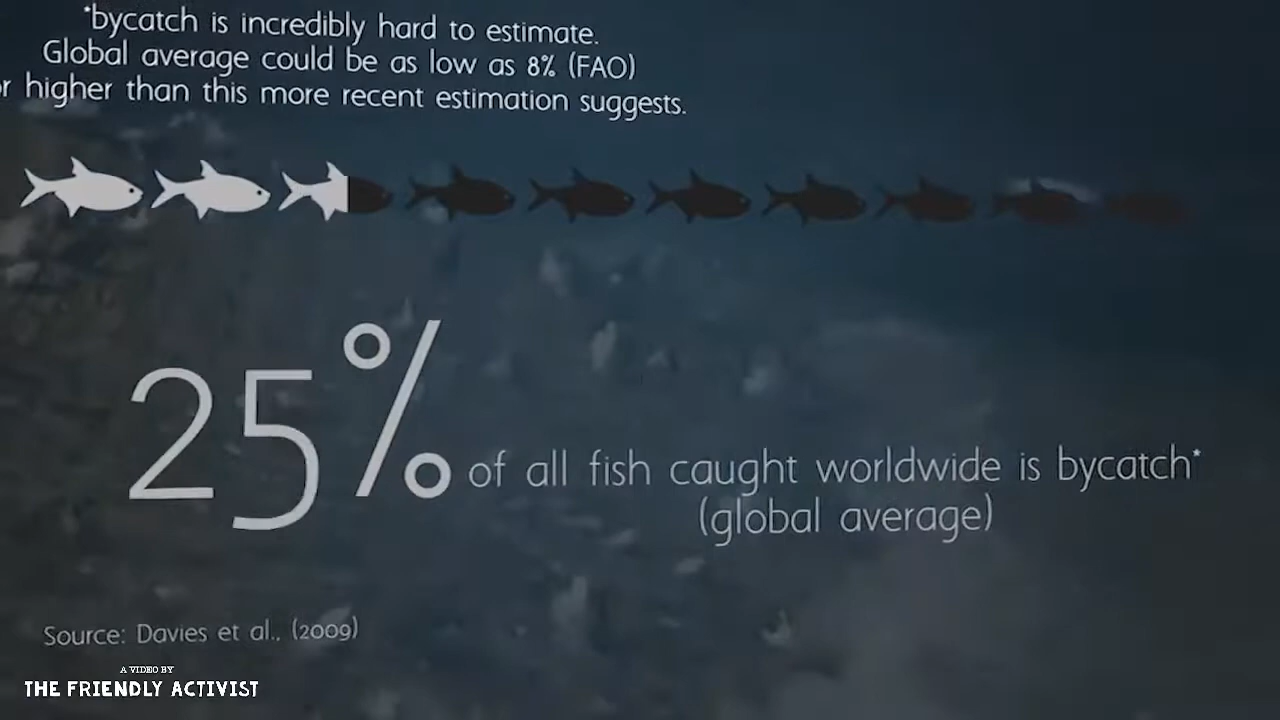 *bycatch is incredibly hard to estimate.
Global average could be as low as 8% (FAO)
r higher than this more recent estimation suggests.
25% of all fish caught worldwide is bycatch*
(global average)
Source: Davies et al., (2009)
A VIDEO BY
THE FRIENDLY ACTIVIST